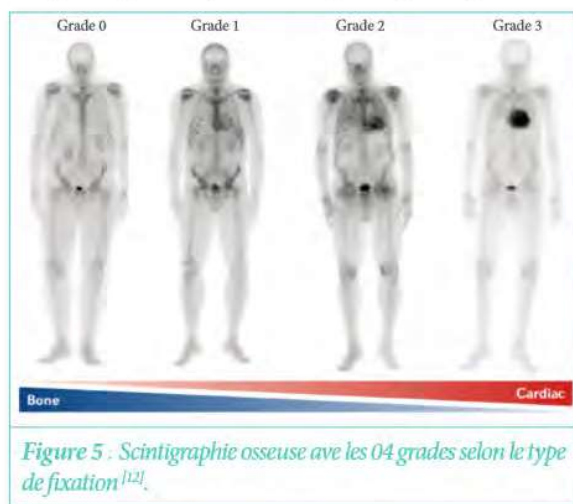 Grade 0 Grade 1 Grade 2 Grade 3
Bone Cardiac
Figure 5 : Scintigraphie osseuse ave les 04 grades selon le type
de fixation [12].